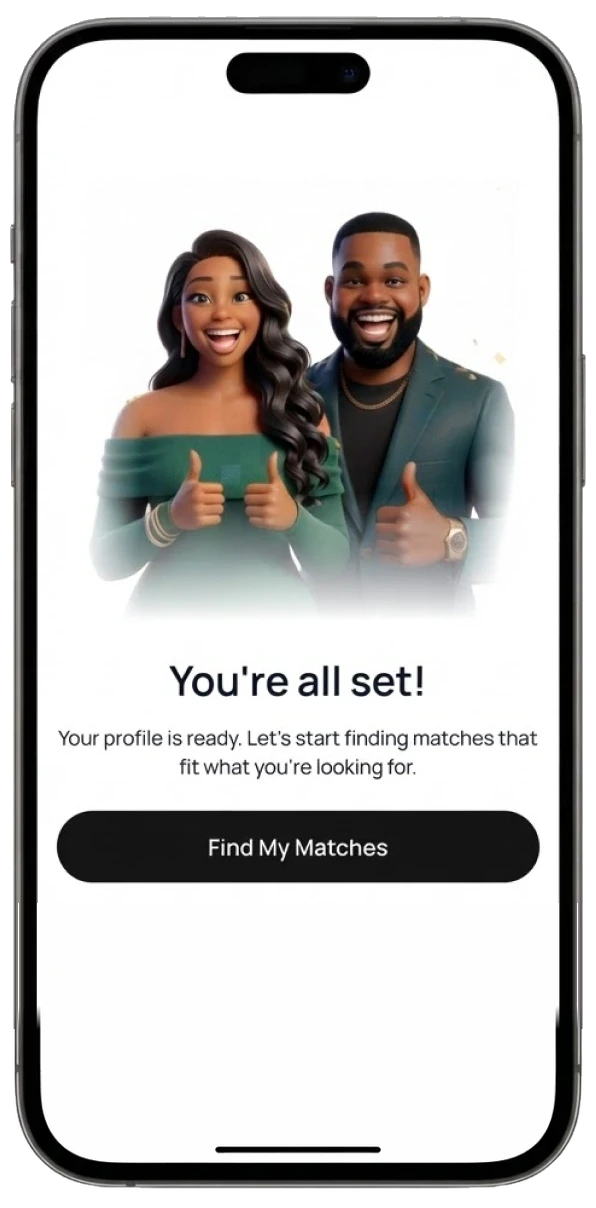 You're all set!
Your profile is ready. Let's start finding matches that
fit what you're looking for.
Find My Matches